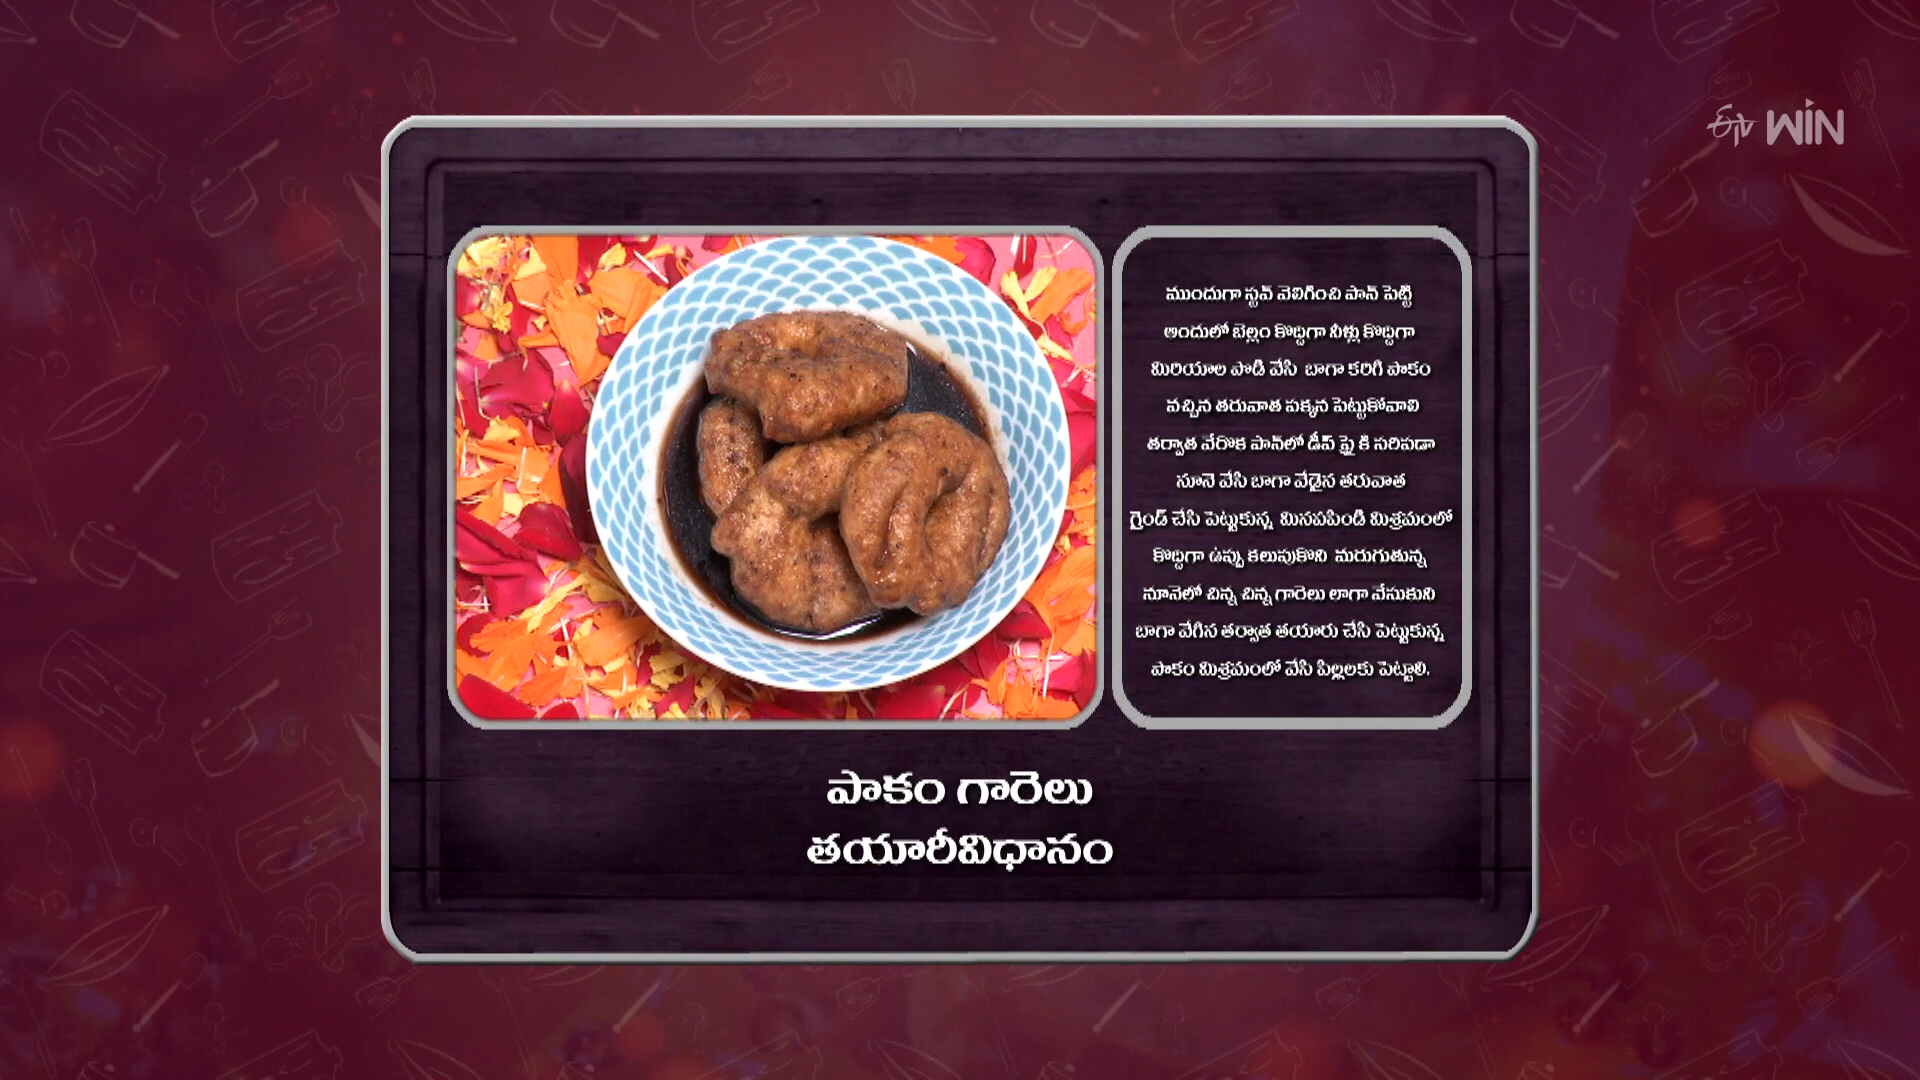 ఈటీవీ WIN
ముందుగా స్టవ్ వెలిగించి పాన్ పెట్టి
అందులో బెల్లం కొద్దిగా నీళ్లు కొద్దిగా
మిరియాల పొడి వేసి బాగా కరిగి పాకం
వచ్చిన తరువాత పక్కన పెట్టుకోవాలి
తర్వాత వేరొక పాన్‌లో డీప్ ఫ్రై కి సరిపడా
నూనె వేసి బాగా వేడైన తరువాత
గ్రైండ్ చేసి పెట్టుకున్న మినపపిండి మిశ్రమంలో
కొద్దిగా ఉప్పు కలుపుకొని మరుగుతున్న
నూనెలో చిన్న చిన్న గారెలు లాగా వేసుకుని
బాగా వేగిన తర్వాత తయారు చేసి పెట్టుకున్న
పాకం మిశ్రమంలో వేసి పిల్లలకు పెట్టాలి.
పాకం గారెలు
తయారీవిధానం